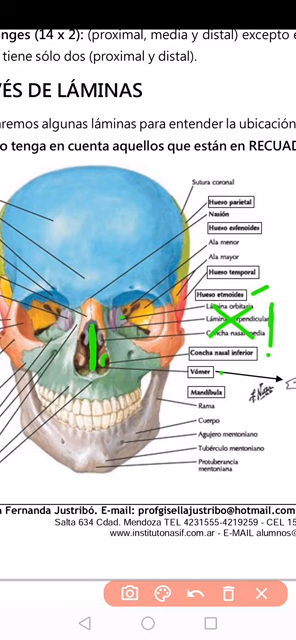 nges (14 x 2): (proximal, media y distal) excepto e
tiene sólo dos (proximal y distal).
VÉS DE LÁMINAS
remos algunas láminas para entender la ubicación
o tenga en cuenta aquellos que están en RECUAD
Sutura coronal
Hueso parietal
Nasión
Hueso esfenoides
Ala menor
Ala mayor
Hueso temporal
Hueso etmoides
Lámina orbitaria
Lámina perpendicular
Concha nasal media
Concha nasal inferior
Vómer
Mandíbula
Rama
Cuerpo
Agujero mentoniano
Tubérculo mentoniano
Protuberancia
mentoniana
a Fernanda Justribó. E-mail: profgisellajustribo@hotmail.com
Salta 634 Cdad. Mendoza TEL 4231555-4219259 - CEL 15
www.institutonasif.com.ar - E-MAIL alumnos@